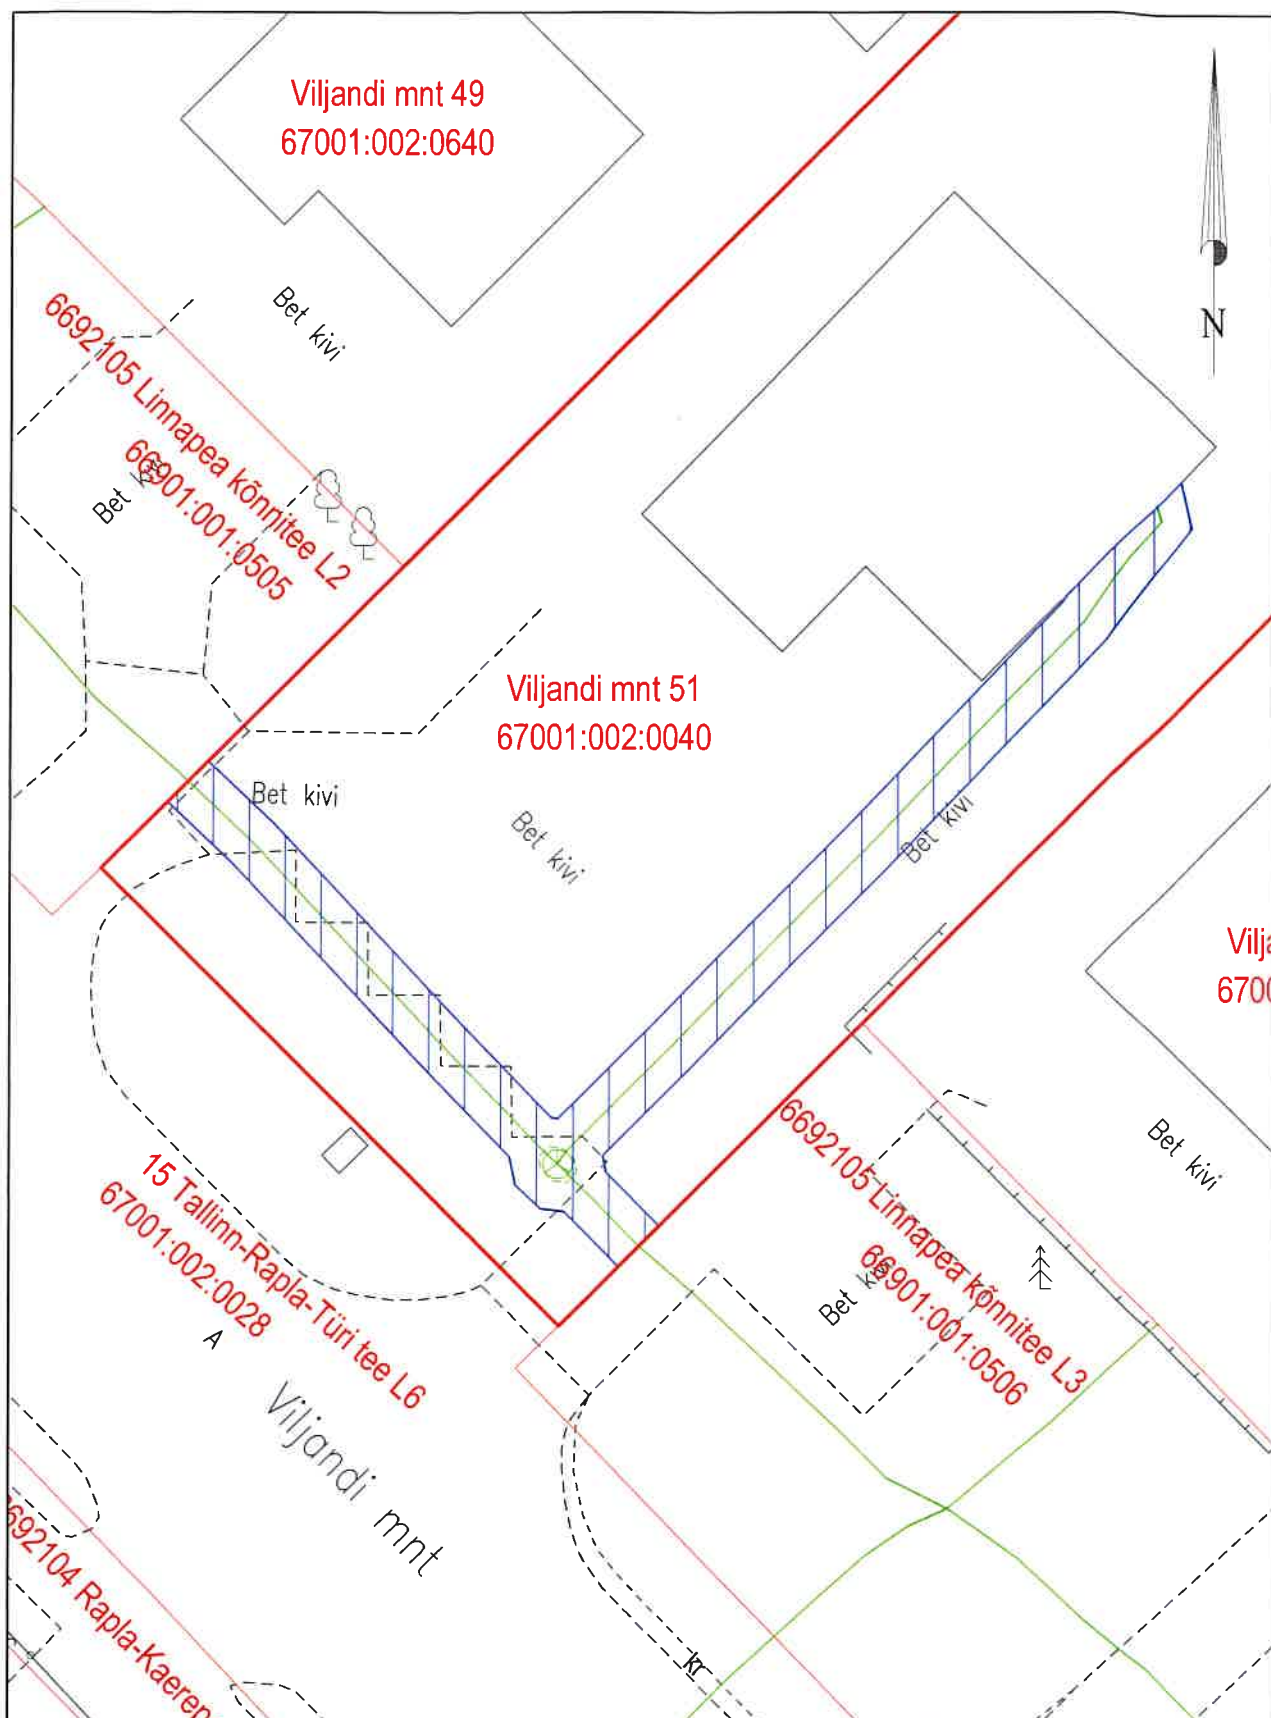 Viljandi mnt 49
67001:002:0640
N
Bet kivi
6692105 Linnapea kõnnitee L2
66901:001:0505
Bet
Viljandi mnt 51
67001:002:0040
Bet kivi
Bet kivi
Bet kivi
6692105 Linnapea kõnnitee L3
66901:001:0506
Bet kivi
Bet
15 Tallinn-Rapla-Türi tee L6
67001:002:0028
A
Viljandi mnt
kr